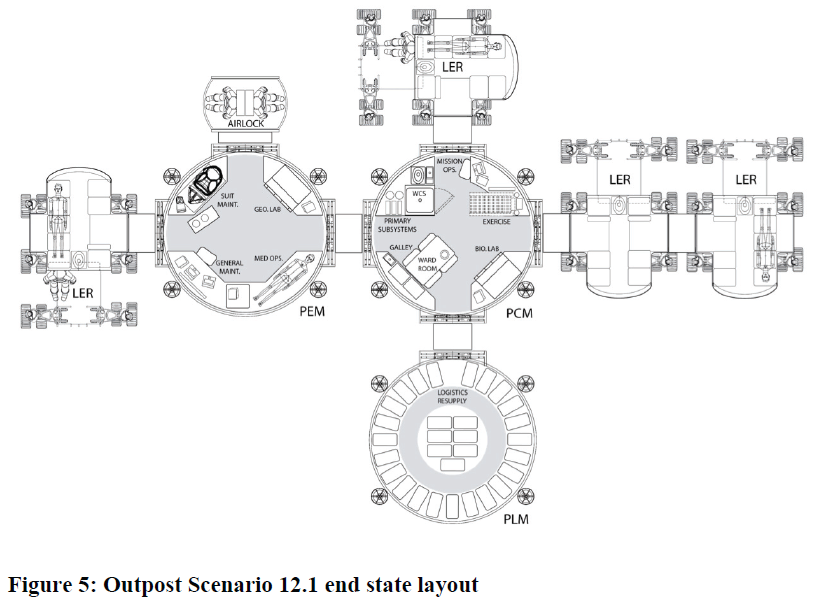 LER
AIRLOCK
MISSION
OPS.
WCS
SUIT
MAINT.
GEO. LAB
PRIMARY
SUBSYSTEMS
EXERCISE
LER
LER
GENERAL
MAINT.
MED OPS.
GALLEY
WARD
ROOM
BIO. LAB
LER
PEM
PCM
LOGISTICS
RESUPPLY
PLM
Figure 5: Outpost Scenario 12.1 end state layout